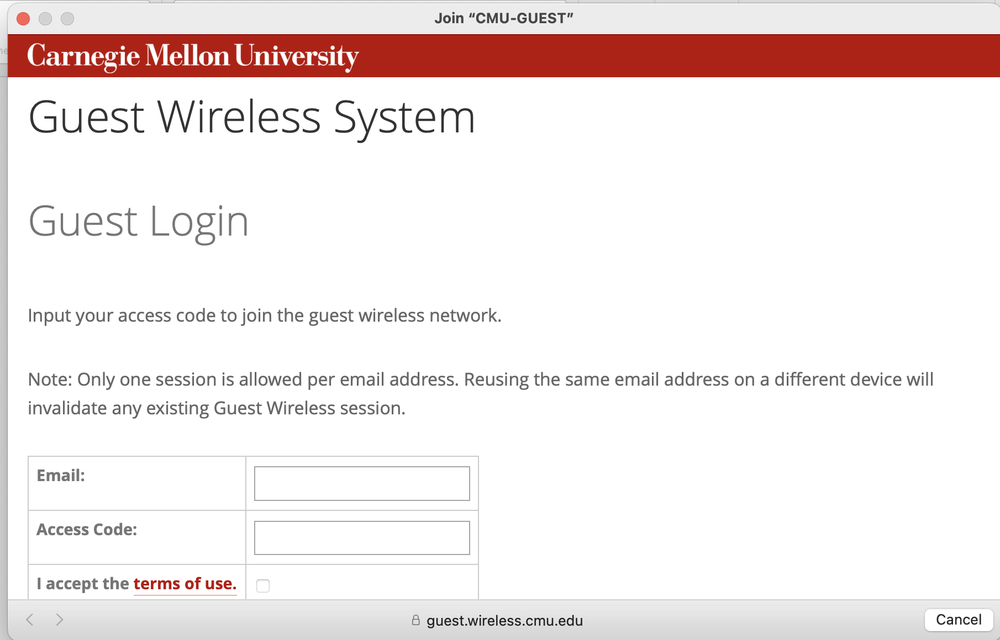 Join “CMU-GUEST”
Carnegie Mellon University
Guest Wireless System
Guest Login
Input your access code to join the guest wireless network.
Note: Only one session is allowed per email address. Reusing the same email address on a different device will
invalidate any existing Guest Wireless session.
Email:
Access Code:
I accept the terms of use.
guest.wireless.cmu.edu
Cancel